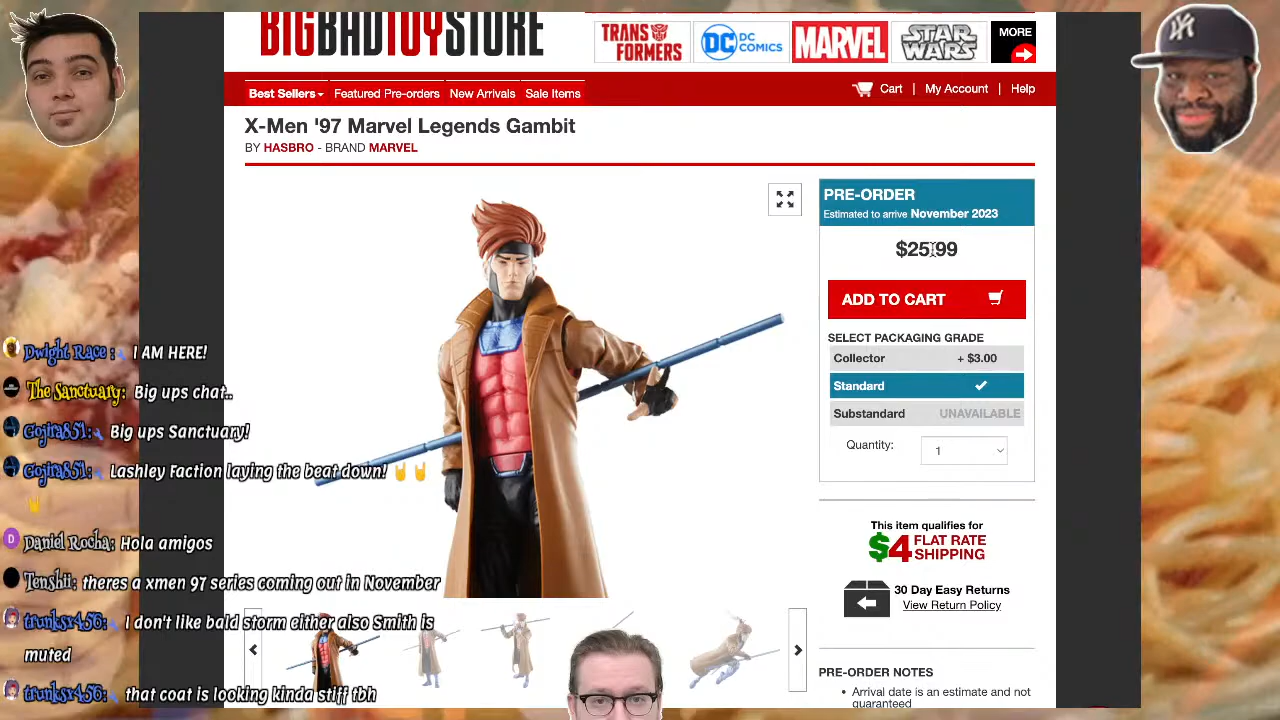 BIGBADTOYSTORE
TRANSFORMERS
DC DC COMICS
MARVEL
STAR WARS
MORE
Best Sellers
Featured Pre-orders
New Arrivals
Sale Items
Cart | My Account | Help
X-Men '97 Marvel Legends Gambit
BY HASBRO - BRAND MARVEL
PRE-ORDER
Estimated to arrive November 2023
$25.99
ADD TO CART
SELECT PACKAGING GRADE
Collector + $3.00
Standard
Substandard UNAVAILABLE
Quantity: 1
This item qualifies for
$4 FLAT RATE
SHIPPING
30 Day Easy Returns
View Return Policy
PRE-ORDER NOTES
• Arrival date is an estimate and not
guaranteed
Dwight Race: I AM HERE!
The Sanctuary: Big ups chat..
Gojira851: Big ups Sanctuary!
Gojira851: Lashley Faction laying the beat down! 🤘🤘
🤘
D Daniel Rocha: Hola amigos
Tenshii: theres a xmen 97 series coming out in November
trunksx456: I don't like bald storm either also Smith is
muted
trunksx456: that coat is looking kinda stiff tbh